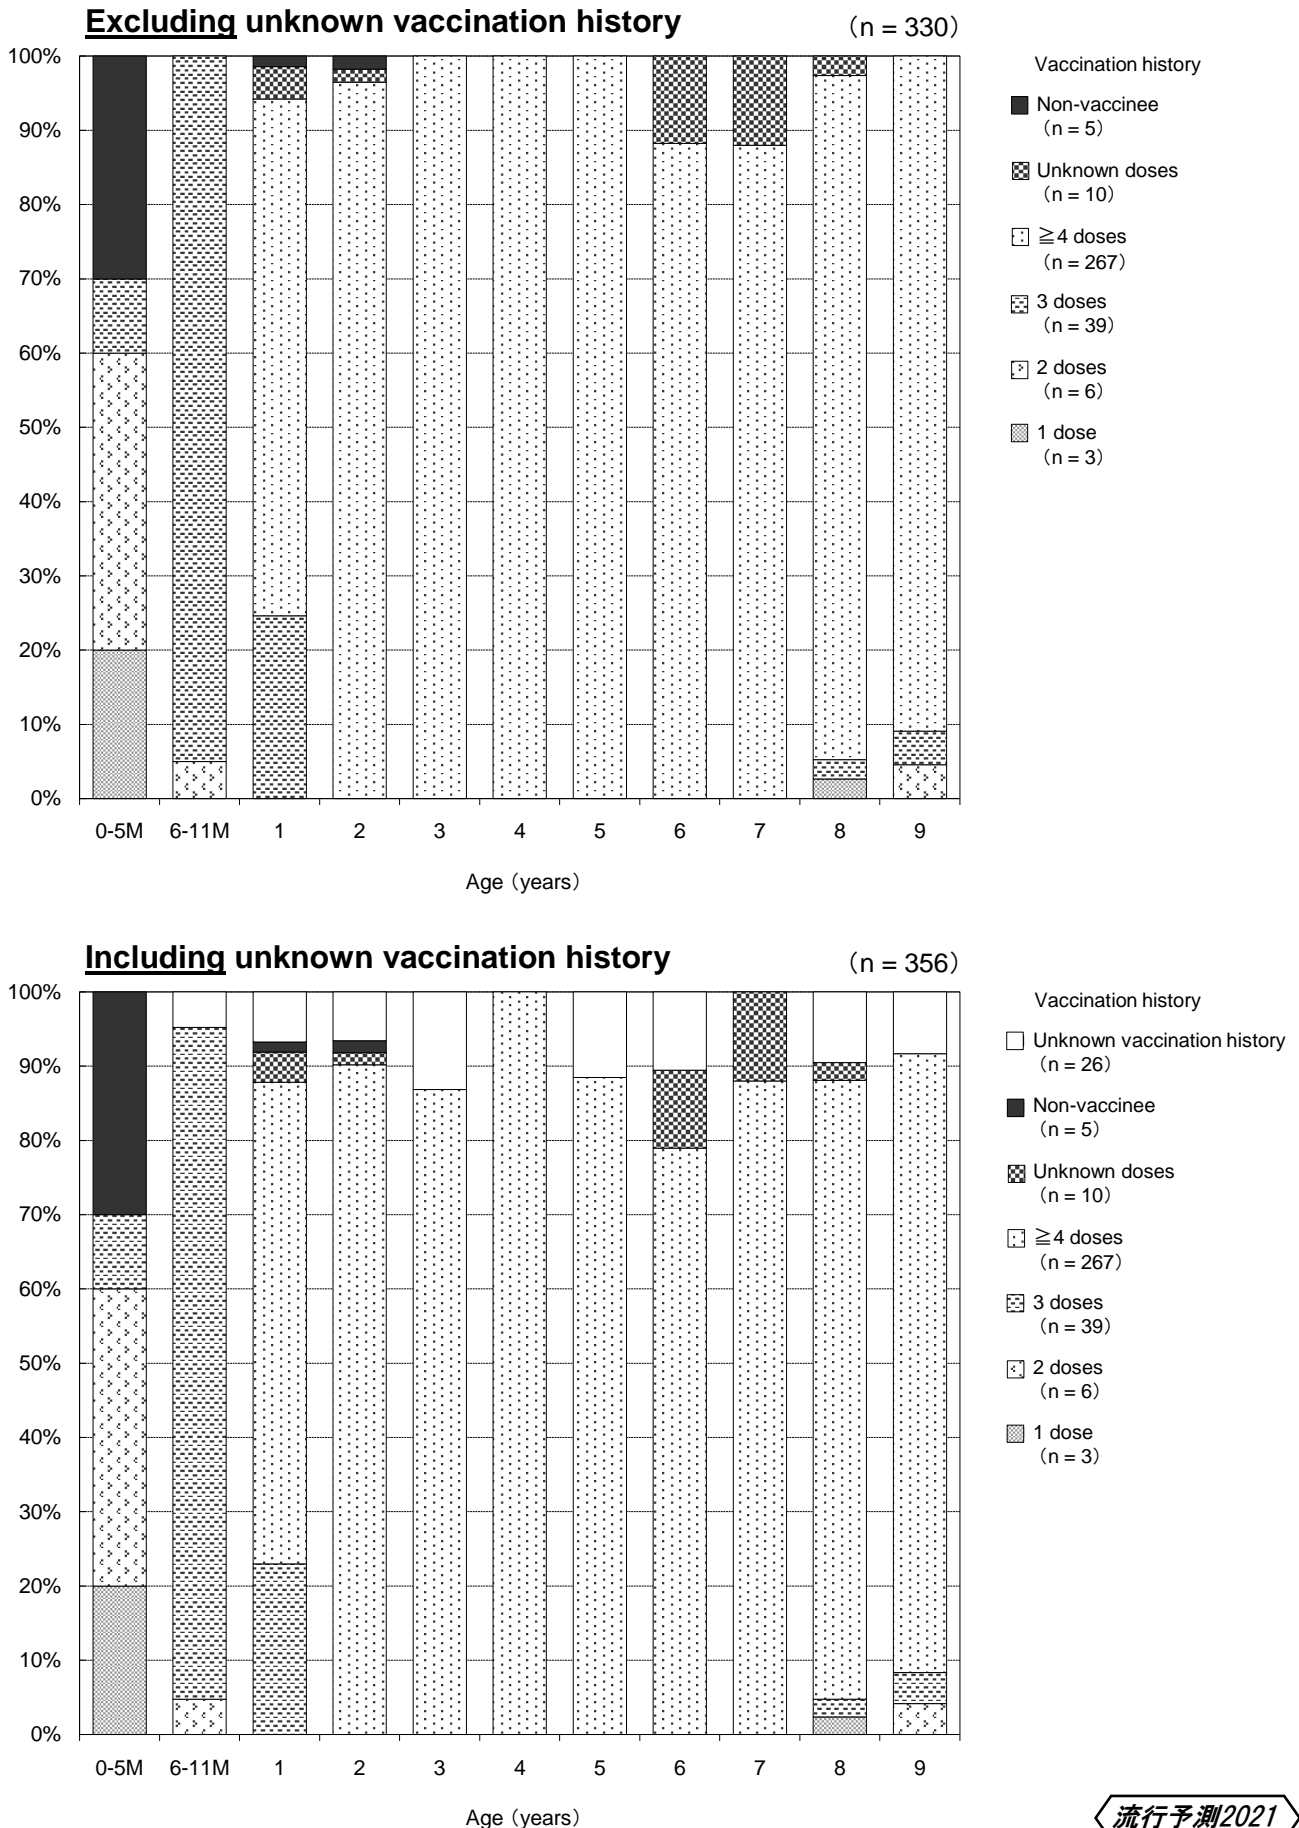 Excluding unknown vaccination history
（n = 330）
100%
90%
80%
70%
60%
50%
40%
30%
20%
10%
0%
0-5M 6-11M 1 2 3 4 5 6 7 8 9
Age（years）
Vaccination history
Non-vaccinee
（n = 5）
Unknown doses
（n = 10）
≧4 doses
（n = 267）
3 doses
（n = 39）
2 doses
（n = 6）
1 dose
（n = 3）
Including unknown vaccination history
（n = 356）
100%
90%
80%
70%
60%
50%
40%
30%
20%
10%
0%
0-5M 6-11M 1 2 3 4 5 6 7 8 9
Age（years）
Vaccination history
Unknown vaccination history
（n = 26）
Non-vaccinee
（n = 5）
Unknown doses
（n = 10）
≧4 doses
（n = 267）
3 doses
（n = 39）
2 doses
（n = 6）
1 dose
（n = 3）
流行予測2021